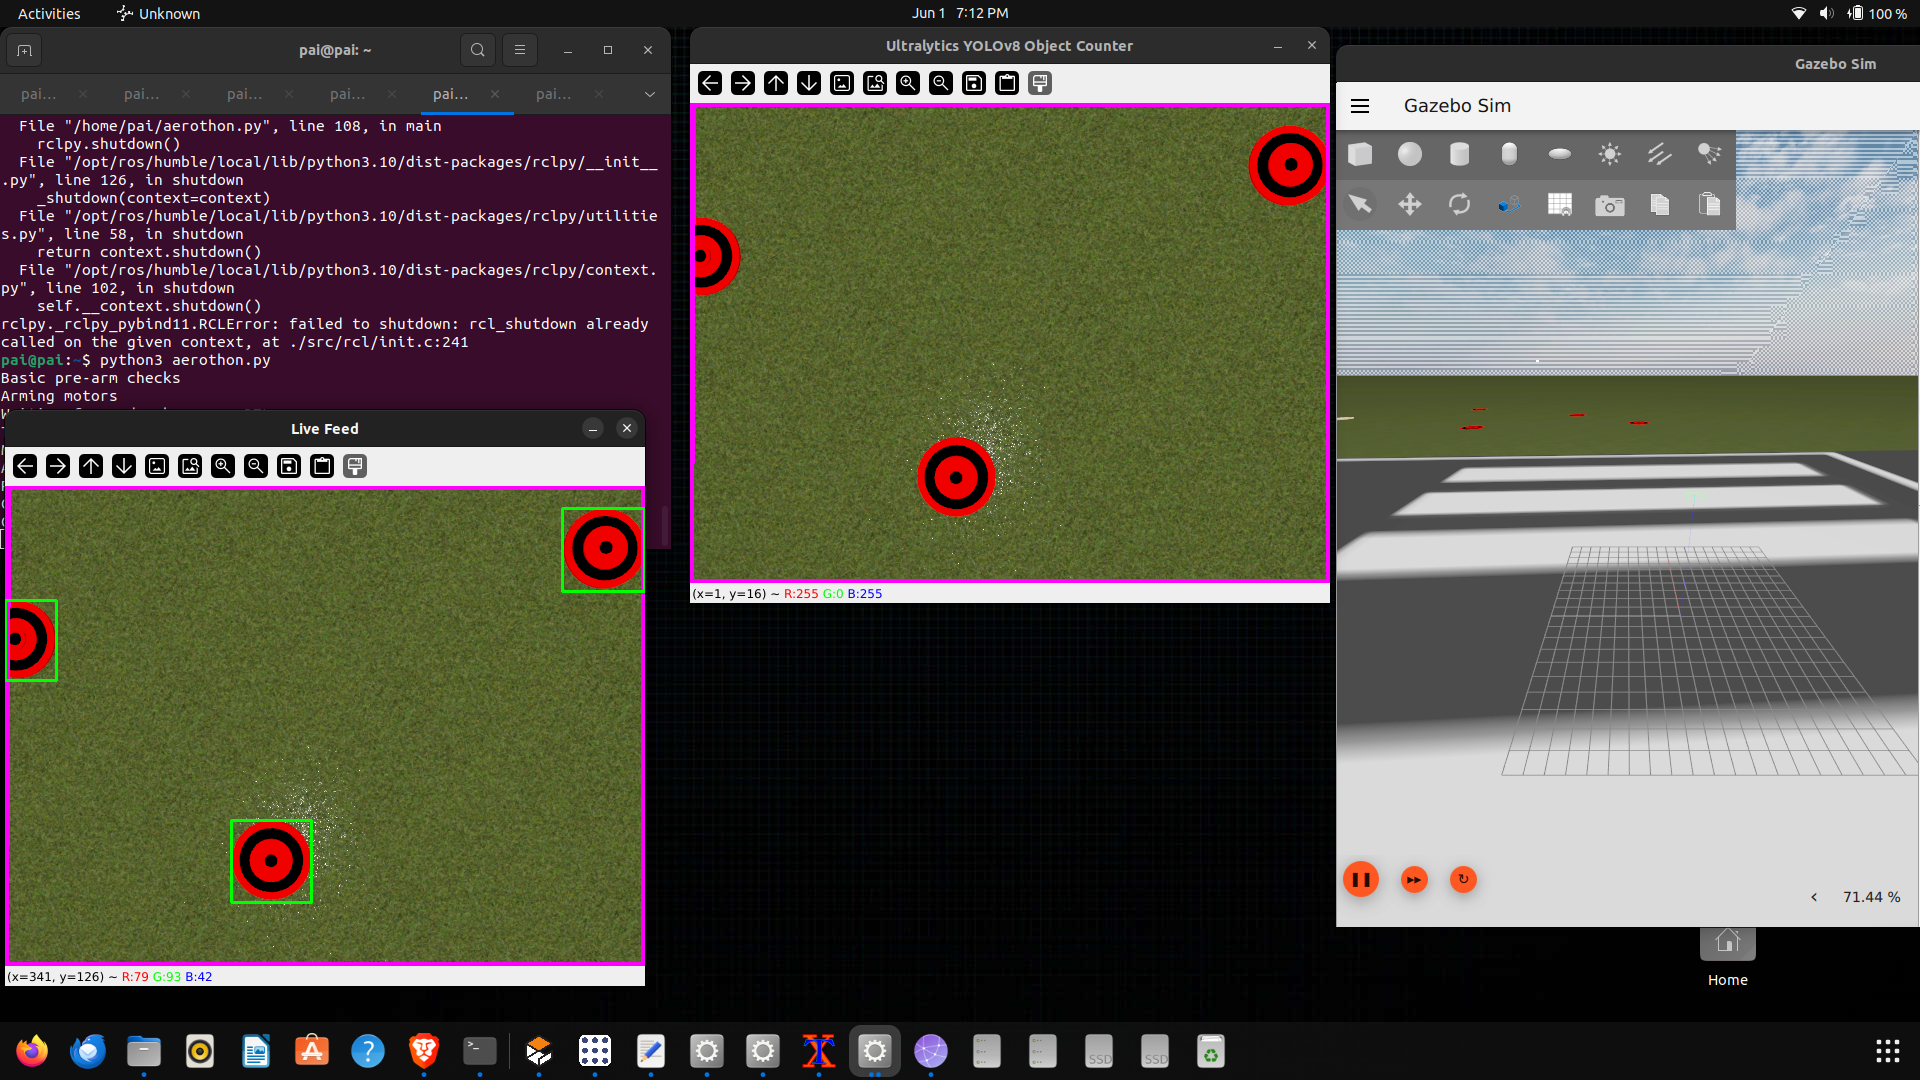 Activities
Unknown
Jun 1 7:12 PM
100 %
pai@pai: ~
pai...
pai...
pai...
pai...
pai...
pai...
File "/home/pai/aerothon.py", line 108, in main
rclpy.shutdown()
File "/opt/ros/humble/local/lib/python3.10/dist-packages/rclpy/__init__
.py", line 126, in shutdown
_shutdown(context=context)
File "/opt/ros/humble/local/lib/python3.10/dist-packages/rclpy/utilitie
s.py", line 58, in shutdown
return context.shutdown()
File "/opt/ros/humble/local/lib/python3.10/dist-packages/rclpy/context.
py", line 102, in shutdown
self.__context.shutdown()
rclpy._rclpy_pybind11.RCLError: failed to shutdown: rcl_shutdown already
called on the given context, at ./src/rcl/init.c:241
pai@pai:~$ python3 aerothon.py
Basic pre-arm checks
Arming motors
Live Feed
(x=341, y=126) ~ R:79 G:93 B:42
Ultralytics YOLOv8 Object Counter
(x=1, y=16) ~ R:255 G:0 B:255
Gazebo Sim
Gazebo Sim
71.44 %
Home
SSD
SSD